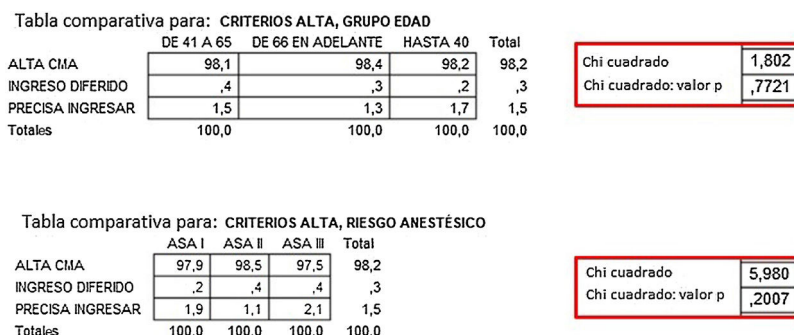 Tabla comparativa para: CRITERIOS ALTA, GRUPO EDAD
DE 41 A 65 DE 66 EN ADELANTE HASTA 40 Total
ALTA CMA 98,1 98,4 98,2 98,2
INGRESO DIFERIDO ,4 ,3 ,2 ,3
PRECISA INGRESAR 1,5 1,3 1,7 1,5
Totales 100,0 100,0 100,0 100,0
Chi cuadrado 1,802
Chi cuadrado: valor p ,7721
Tabla comparativa para: CRITERIOS ALTA, RIESGO ANESTÉSICO
ASA I ASA II ASA III Total
ALTA CMA 97,9 98,5 97,5 98,2
INGRESO DIFERIDO ,2 ,4 ,4 ,3
PRECISA INGRESAR 1,9 1,1 2,1 1,5
Totales 100,0 100,0 100,0 100,0
Chi cuadrado 5,980
Chi cuadrado: valor p ,2007